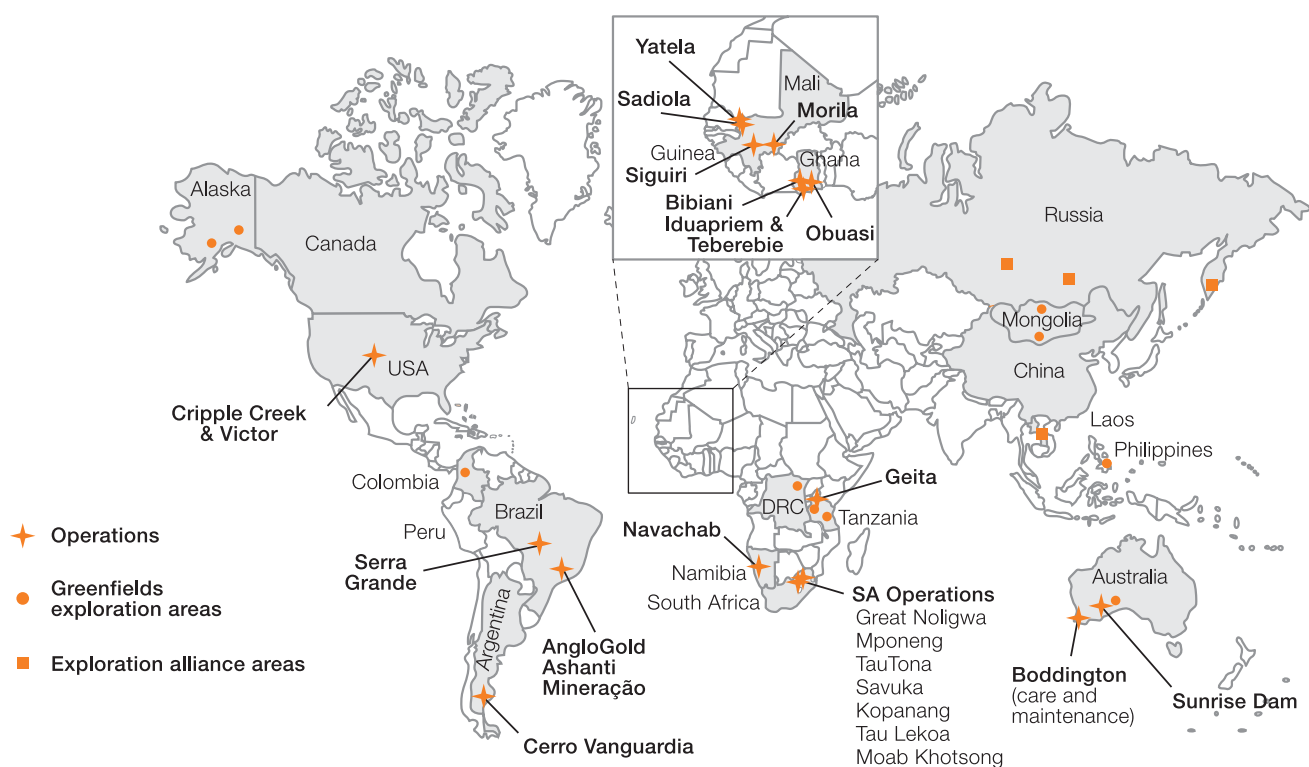 Yatela
Mali
Sadiola
Morila
Guinea
Ghana
Siguiri
Bibiani
Iduapriem &
Teberebie
Obuasi
Alaska
Canada
Russia
Mongolia
USA
China
Cripple Creek
& Victor
Laos
Philippines
Colombia
Geita
Brazil
DRC
Tanzania
Peru
Operations
Navachab
Serra
Grande
Namibia
Australia
Greenfields
exploration areas
South Africa
SA Operations
Great Noligwa
Mponeng
TauTona
Savuka
Kopanang
Tau Lekoa
Moab Khotsong
Argentina
AngloGold
Ashanti
Mineração
Exploration alliance areas
Boddington
(care and
maintenance)
Sunrise Dam
Cerro Vanguardia